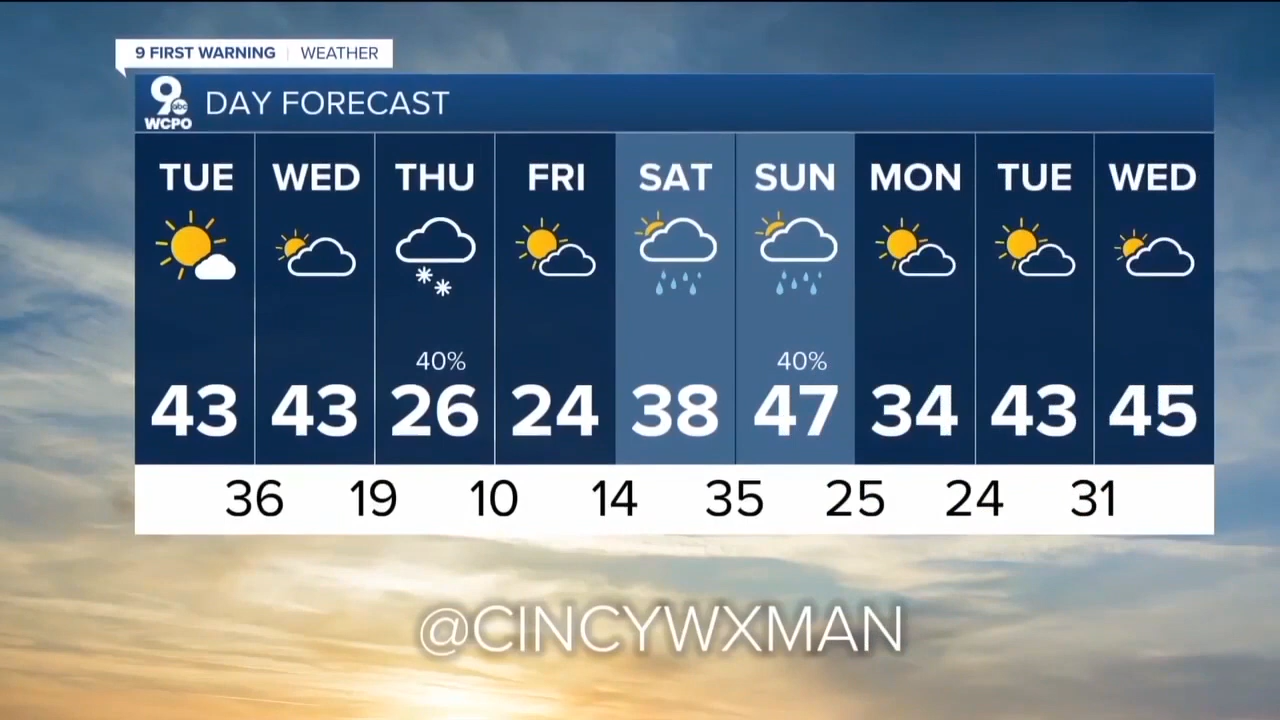 9 FIRST WARNING | WEATHER
9 abc WCPO DAY FORECAST
TUE WED THU FRI SAT SUN MON TUE WED
40% 40%
43 43 26 24 38 47 34 43 45
36 19 10 14 35 25 24 31
@CINCYWXMAN